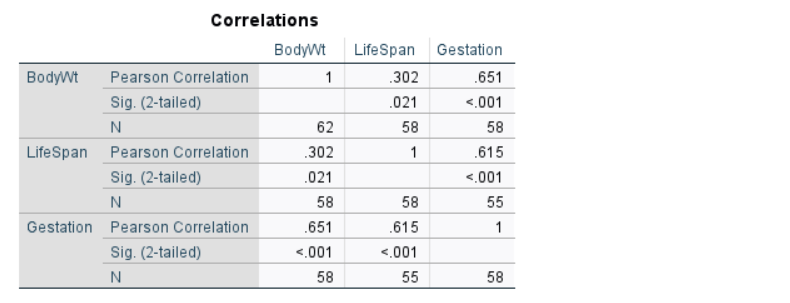 Correlations
BodyWt LifeSpan Gestation
BodyWt Pearson Correlation 1 .302 .651
Sig. (2-tailed) .021 <.001
N 62 58 58
LifeSpan Pearson Correlation .302 1 .615
Sig. (2-tailed) .021 <.001
N 58 58 55
Gestation Pearson Correlation .651 .615 1
Sig. (2-tailed) <.001 <.001
N 58 55 58